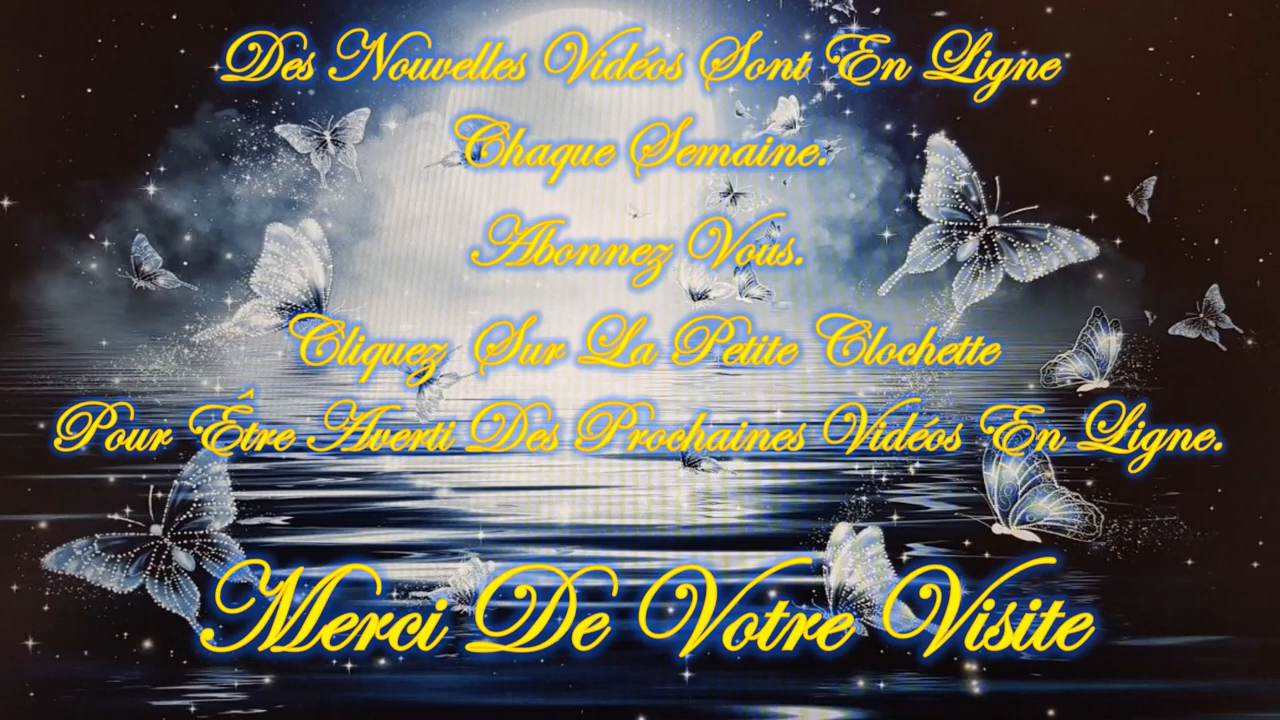 Des Nouvelles Vidéos Sont En Ligne
Chaque Semaine.
Abonnez Vous.
Cliquez Sur La Petite Clochette
Pour Être Averti Des Prochaines Vidéos En Ligne.
Merci De Votre Visite